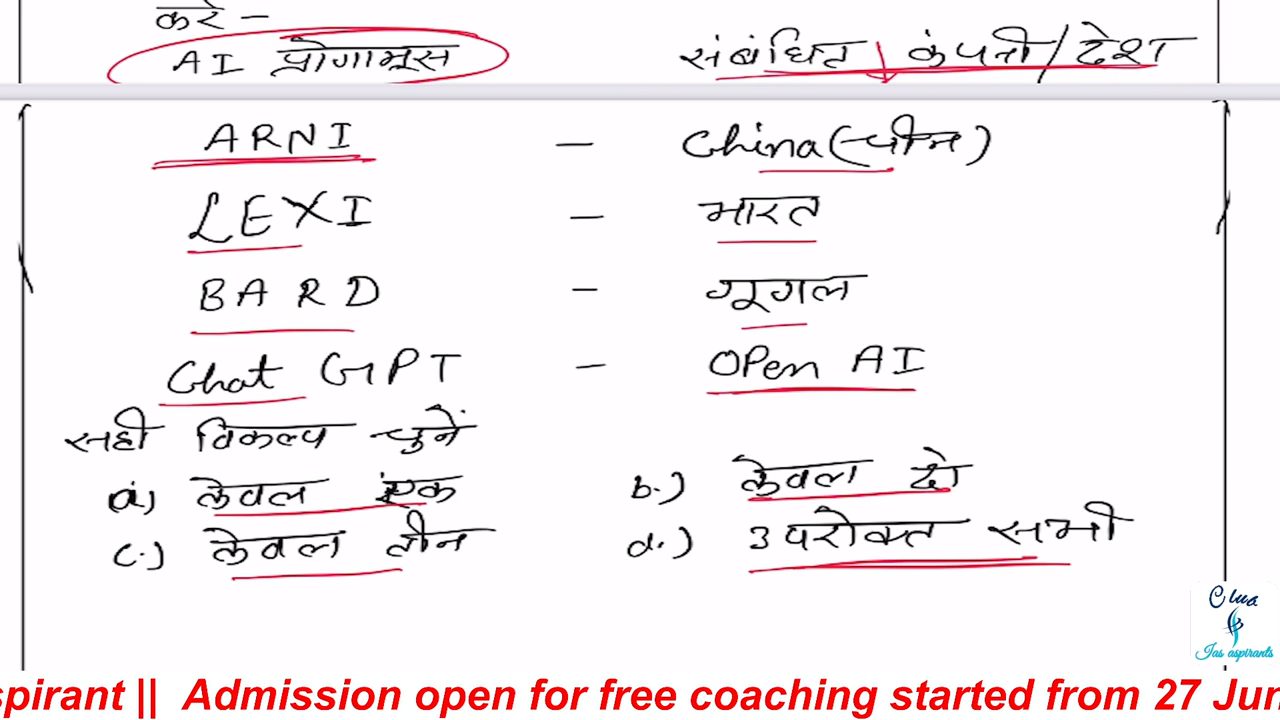 करे –
AI प्रोग्राम्स संबंधित कंपनी/देश
ARNI – China (चीन)
LEXI – भारत
BARD – गूगल
Chat GPT – OPen AI
सही विकल्प चुनें
a.) केवल एक b.) केवल दो
c.) केवल तीन d.) उपरोक्त सभी
Clue
Ias aspirants
spirant || Admission open for free coaching started from 27 Jun